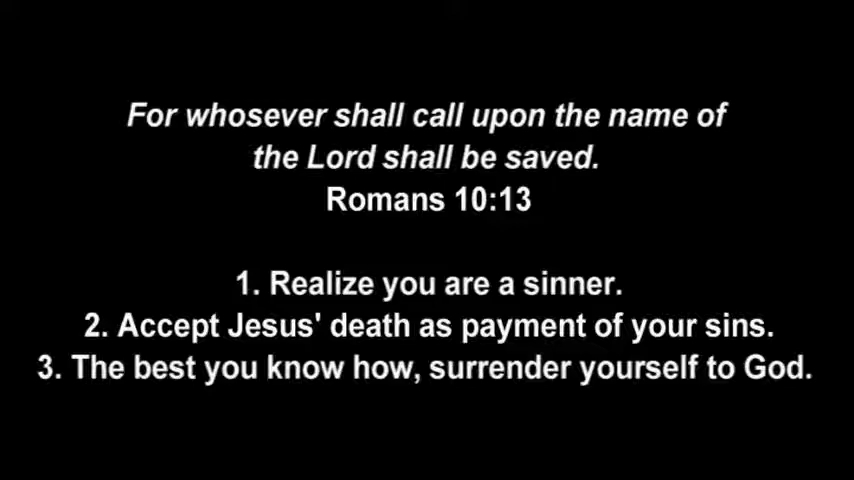 For whosever shall call upon the name of
the Lord shall be saved.
Romans 10:13
1. Realize you are a sinner.
2. Accept Jesus' death as payment of your sins.
3. The best you know how, surrender yourself to God.